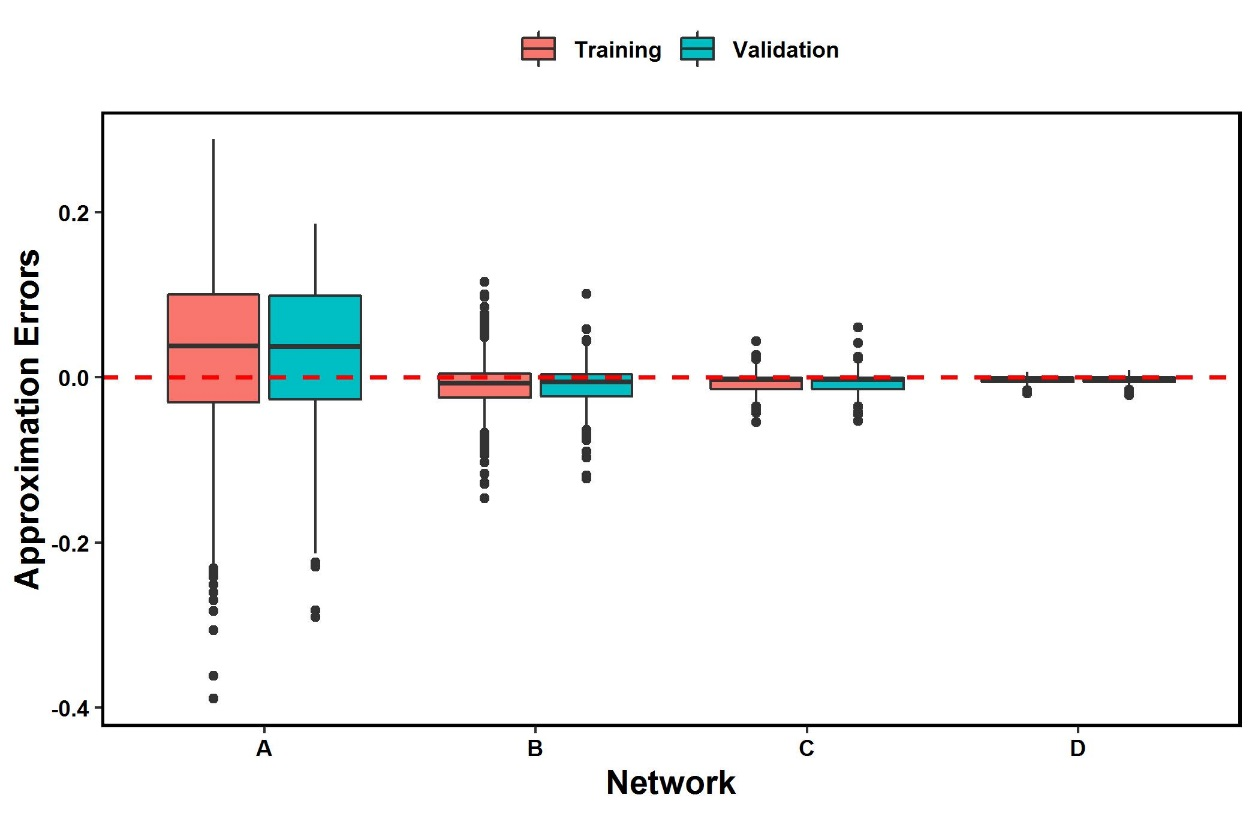 Training Validation
Approximation Errors
0.2
0.0
-0.2
-0.4
A B C D
Network